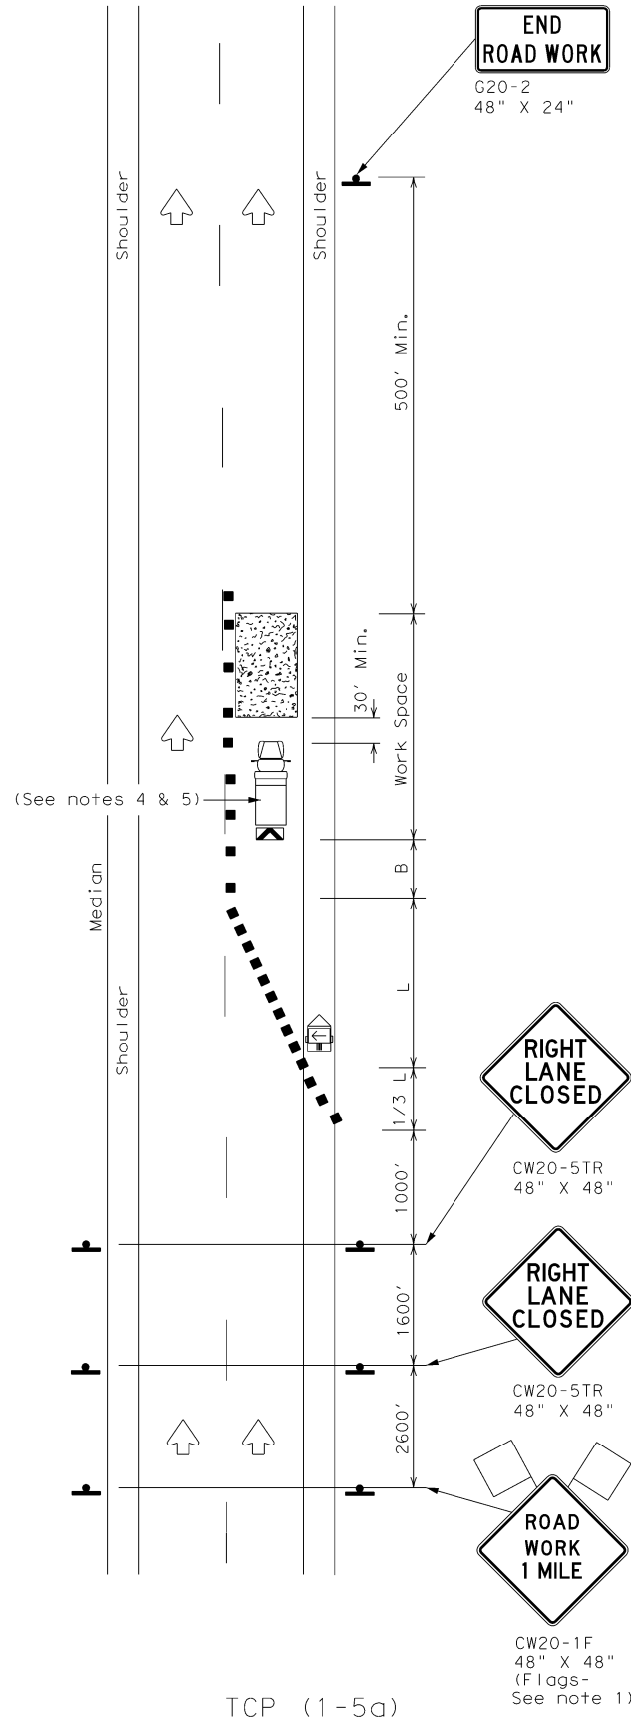 END
ROAD WORK
G20-2
48" X 24"
Shoulder
Shoulder
500' Min.
30' Min.
Work Space
(See notes 4 & 5)
B
Median
L
Shoulder
RIGHT
LANE
CLOSED
1/3 L
CW20-5TR
48" X 48"
1000'
RIGHT
LANE
CLOSED
1600'
CW20-5TR
48" X 48"
2600'
ROAD
WORK
1 MILE
CW20-1F
48" X 48"
(Flags-
See note 1)
TCP (1-5a)